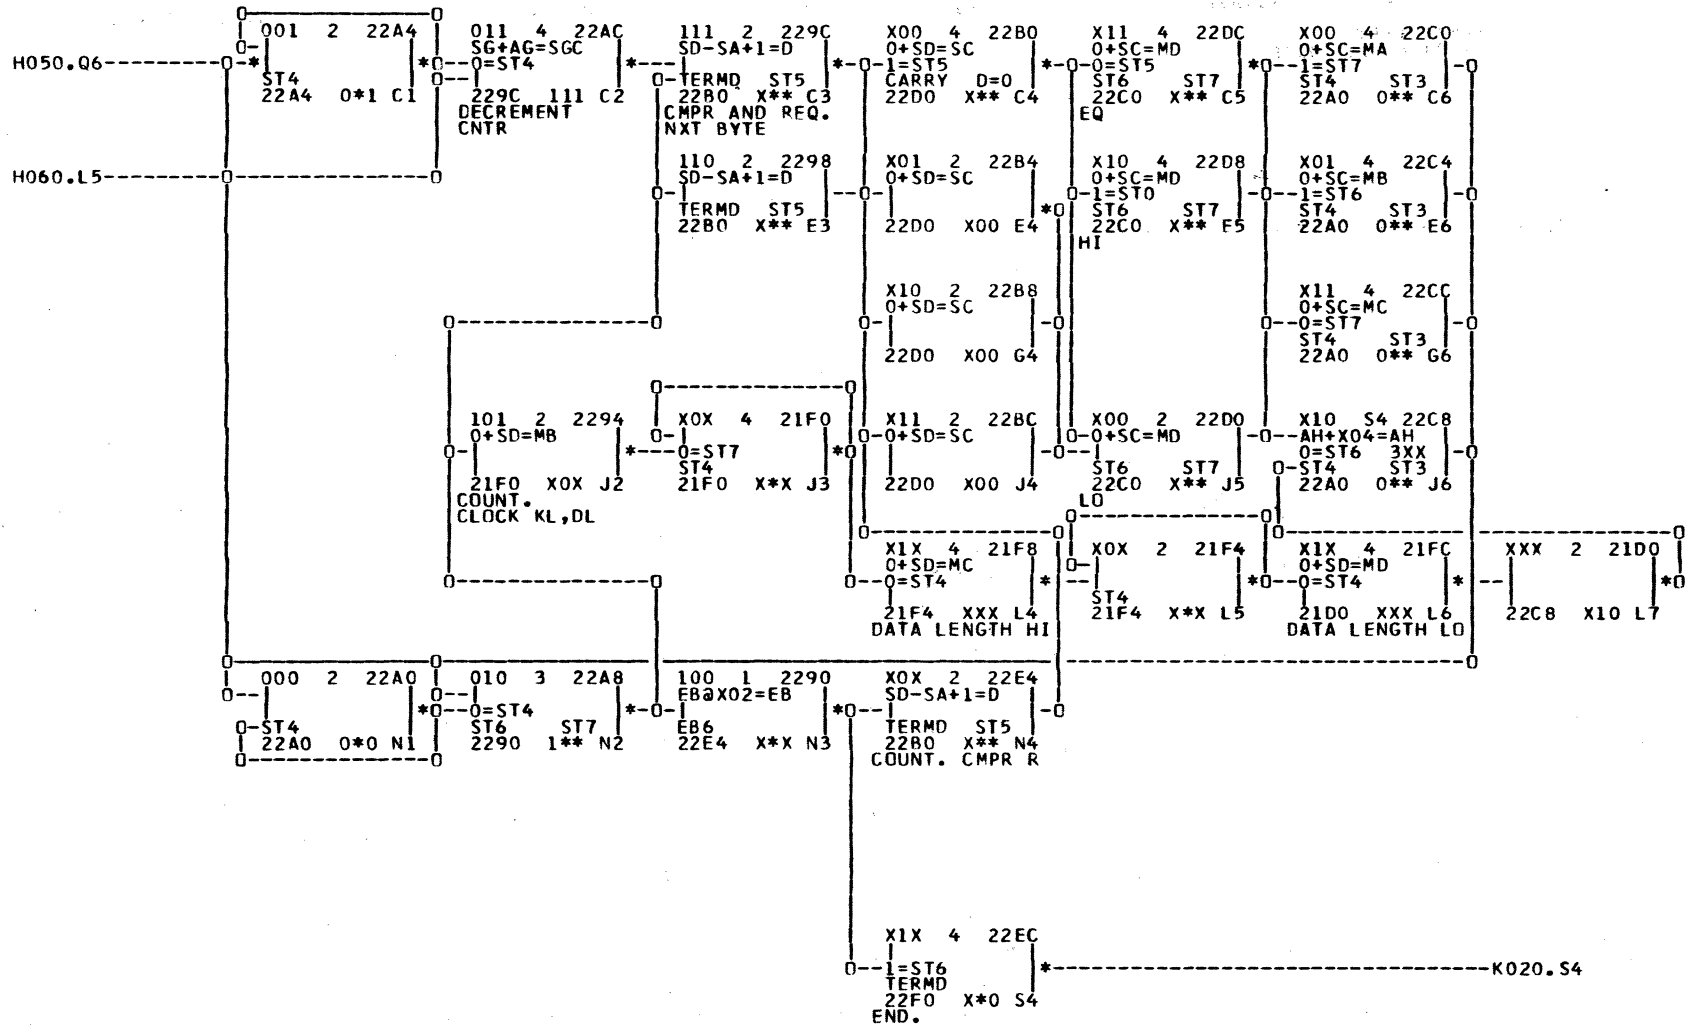 001 2 22A4
ST4
22A4 0*1 C1
011 4 22AC
SG+AG=SGC
0=ST4
229C 111 C2
DECREMENT
CNTR
111 2 229C
SD-SA+1=D
TERMD ST5
22B0 X** C3
CMPR AND REQ.
NXT BYTE
X00 4 22B0
0+SD=SC
1=ST5
CARRY D=0
22D0 X** C4
X11 4 22DC
0+SC=MD
0=ST5
ST6 ST7
22C0 X** C5
EQ
X00 4 22C0
0+SC=MA
1=ST7
ST4 ST3
22A0 0** C6
H050.Q6
H060.L5
110 2 2298
SD-SA+1=D
TERMD ST5
22B0 X** E3
X01 2 22B4
0+SD=SC
22D0 X00 E4
X10 4 22D8
0+SC=MD
1=ST0
ST6 ST7
22C0 X** E5
HI
X01 4 22C4
0+SC=MB
1=ST6
ST4 ST3
22A0 0** E6
X10 2 22B8
0+SD=SC
22D0 X00 G4
X11 4 22CC
0+SC=MC
0=ST7
ST4 ST3
22A0 0** G6
101 2 2294
0+SD=MB
21F0 X0X J2
COUNT.
CLOCK KL,DL
X0X 4 21F0
0=ST7
ST4
21F0 X*X J3
X11 2 22BC
0+SD=SC
22D0 X00 J4
X00 2 22D0
0+SC=MD
ST6 ST7
22C0 X** J5
LO
X10 S4 22C8
AH+X04=AH
0=ST6 3XX
ST4 ST3
22A0 0** J6
X1X 4 21F8
0+SD=MC
0=ST4
21F4 XXX L4
DATA LENGTH HI
X0X 2 21F4
ST4
21F4 X*X L5
X1X 4 21FC
0+SD=MD
0=ST4
21D0 XXX L6
DATA LENGTH LO
XXX 2 21D0
22C8 X10 L7
000 2 22A0
ST4
22A0 0*0 N1
010 3 22A8
0=ST4
ST6 ST7
2290 1** N2
100 1 2290
EB@X02=EB
EB6
22E4 X*X N3
X0X 2 22E4
SD-SA+1=D
TERMD ST5
22B0 X** N4
COUNT. CMPR R
X1X 4 22EC
1=ST6
TERMD
22F0 X*0 S4
END.
K020.S4